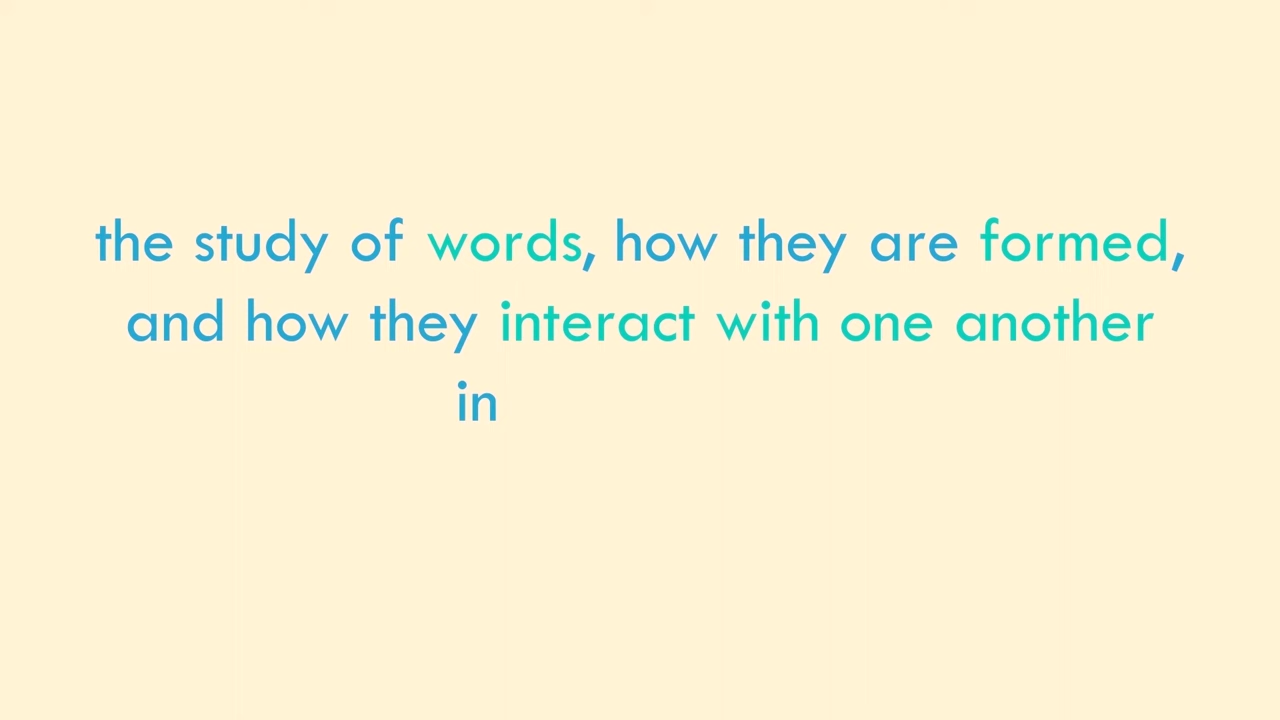 the study of words, how they are formed,
and how they interact with one another
in